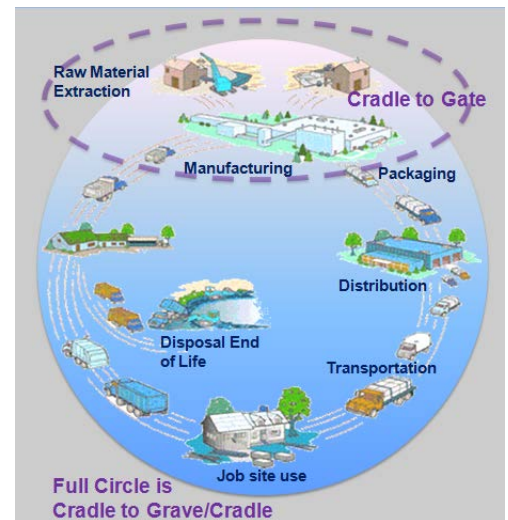 Raw Material
Extraction
Cradle to Gate
Manufacturing
Packaging
Distribution
Disposal End
of Life
Transportation
Job site use
Full Circle is
Cradle to Grave/Cradle